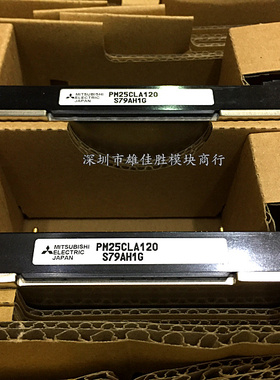 MITSUBISHI
ELECTRIC
JAPAN
PM25CLA120
S79AH1G
深圳市雄佳胜模块商行
MITSUBISHI
ELECTRIC
JAPAN
PM25CLA120
S79AH1G